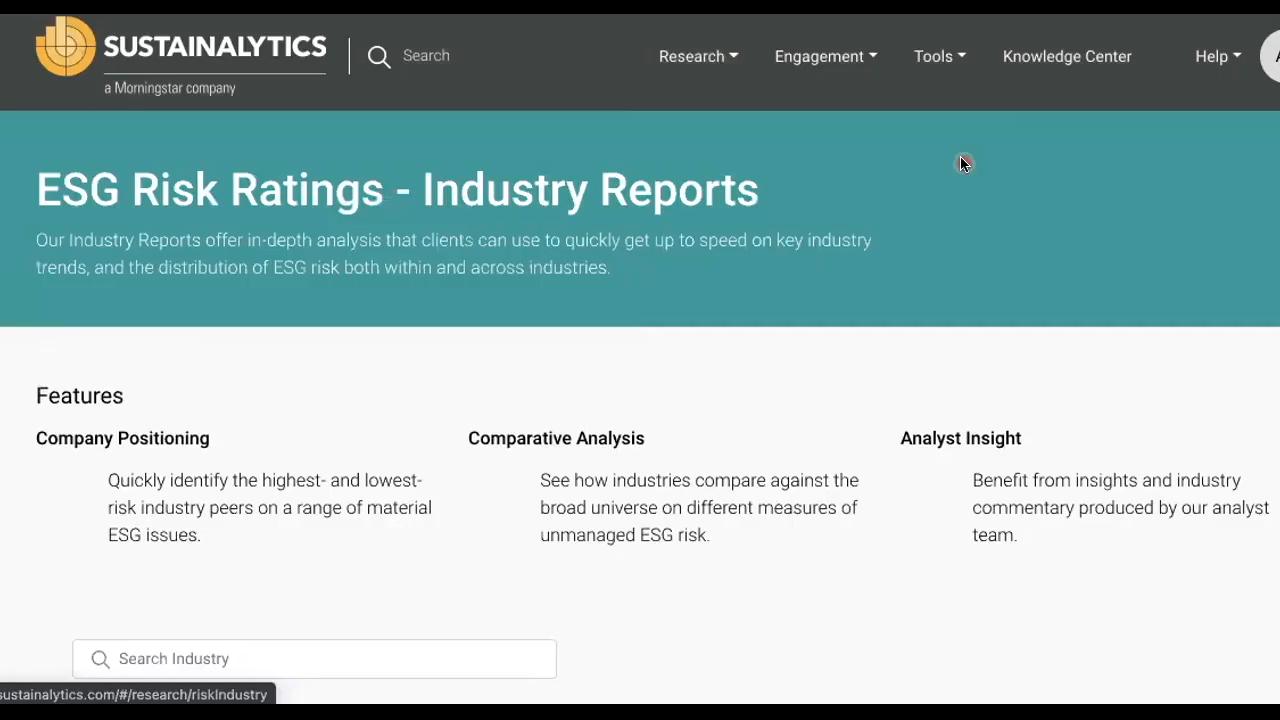 SUSTAINALYTICS
a Morningstar company
Search
Research
Engagement
Tools
Knowledge Center
Help
A
ESG Risk Ratings - Industry Reports
Our Industry Reports offer in-depth analysis that clients can use to quickly get up to speed on key industry
trends, and the distribution of ESG risk both within and across industries.
Features
Company Positioning
Quickly identify the highest- and lowest-
risk industry peers on a range of material
ESG issues.
Comparative Analysis
See how industries compare against the
broad universe on different measures of
unmanaged ESG risk.
Analyst Insight
Benefit from insights and industry
commentary produced by our analyst
team.
Search Industry
sustainalytics.com/#/research/riskIndustry